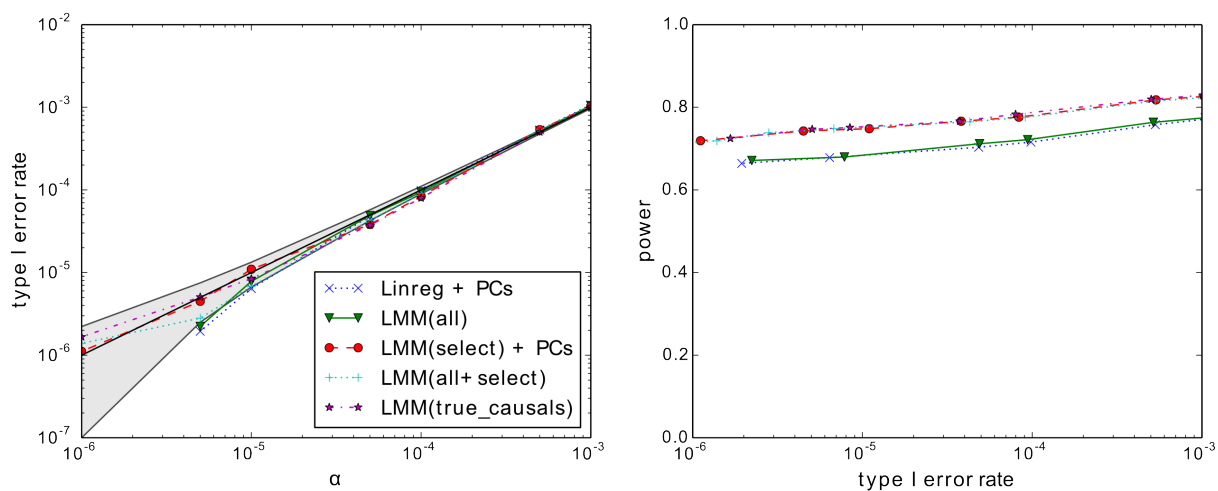 10^-2
10^-3
10^-4
10^-5
10^-6
10^-7
type I error rate
10^-6
10^-5
10^-4
10^-3
α
Linreg + PCs
LMM(all)
LMM(select) + PCs
LMM(all+select)
LMM(true_causals)
1.0
0.8
0.6
0.4
0.2
0.0
power
10^-6
10^-5
10^-4
10^-3
type I error rate